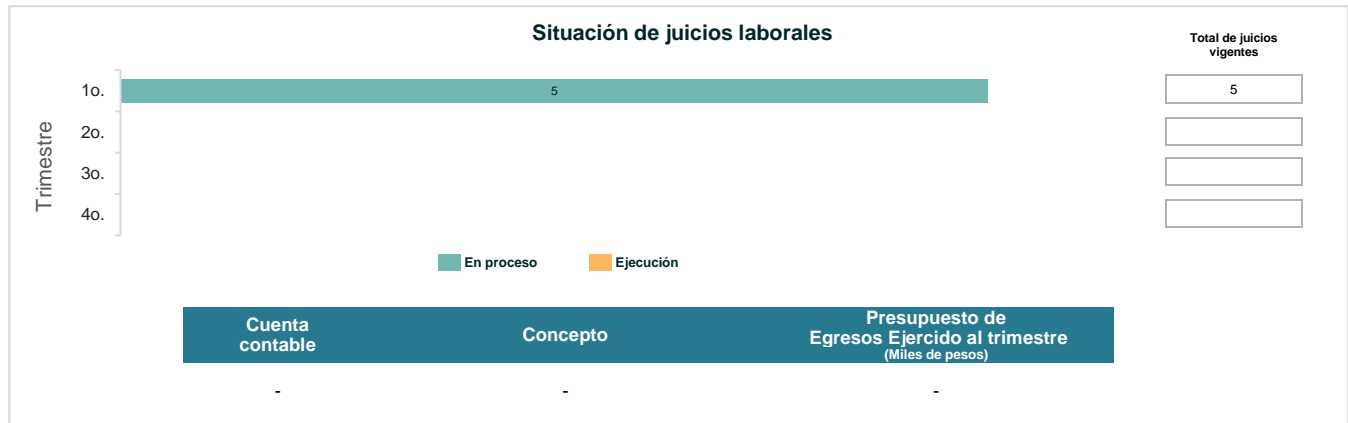 Situación de juicios laborales
Total de juicios
vigentes
Trimestre
1o.
5
5
2o.
3o.
4o.
En proceso
Ejecución
Cuenta
contable
Concepto
Presupuesto de
Egresos Ejercido al trimestre
(Miles de pesos)
-
-
-